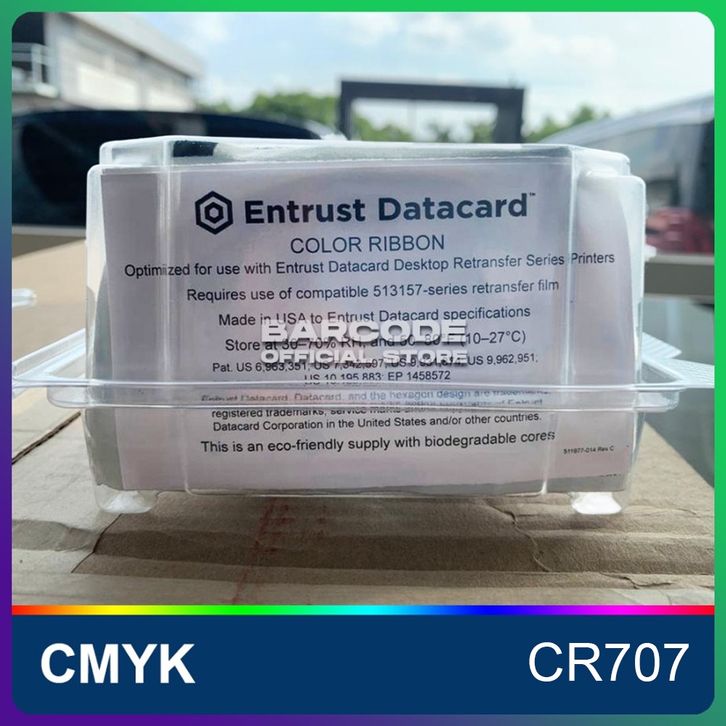 Entrust Datacard™
COLOR RIBBON
Optimized for use with Entrust Datacard Desktop Retransfer Series Printers
Requires use of compatible 513157-series retransfer film
Made in USA to Entrust Datacard specifications
BARCODE
Store at RH, and (10–27°C)
OFFICIAL STORE
Pat. US 6,963,351; US US 9,962,951;
US 10,195,883; EP 1458572
Entrust Datacard, Datacard, and the hexagon design are trademarks,
registered trademarks, service marks
Datacard Corporation in the United States and/or other countries.
This is an eco-friendly supply with biodegradable cores
511977-014 Rev C
CMYK
CR707